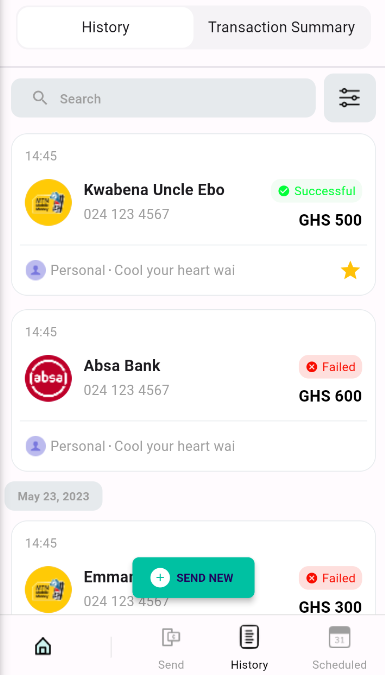 History
Transaction Summary
Search
14:45
Kwabena Uncle Ebo
Successful
024 123 4567
GHS 500
Personal · Cool your heart wai
14:45
absa
Absa Bank
Failed
024 123 4567
GHS 600
Personal · Cool your heart wai
May 23, 2023
14:45
Failed
SEND NEW
024 123 4567
GHS 300
31
Send
History
Scheduled